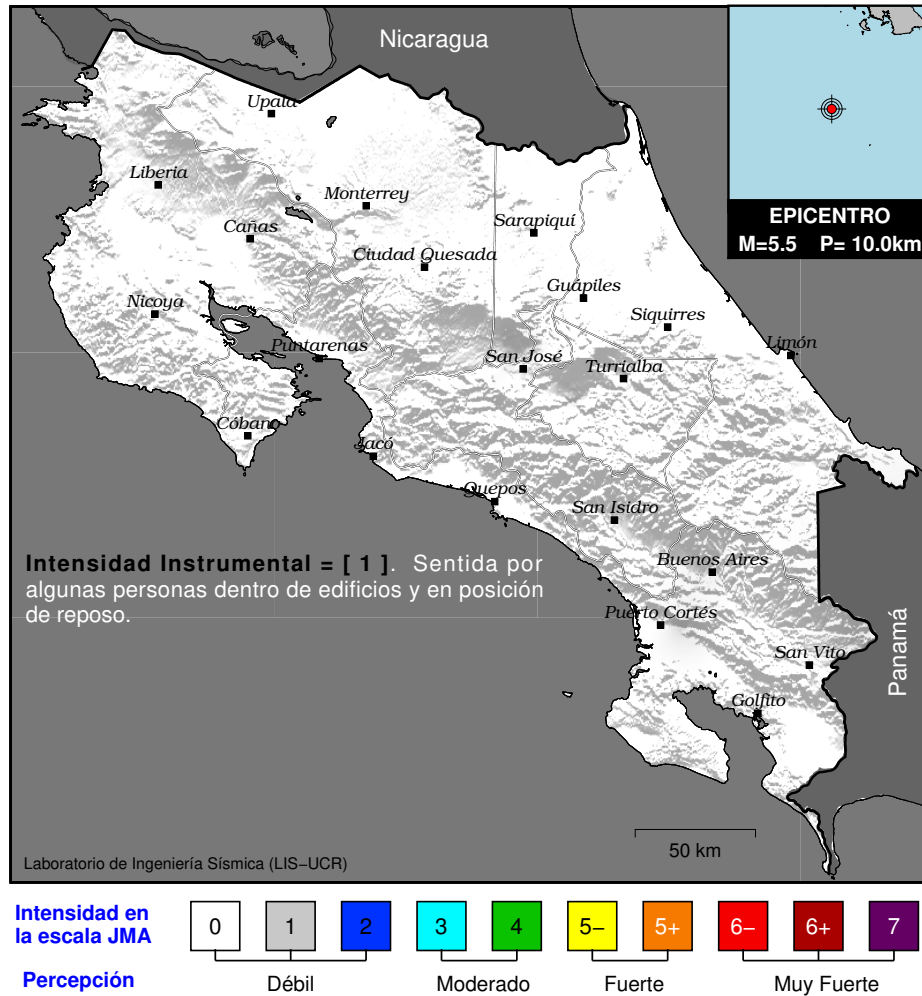 Nicaragua
Upala
EPICENTRO
M=5.5 P= 10.0km
Liberia
Monterrey
Sarapiquí
Cañas
Ciudad Quesada
Guápiles
Nicoya
Siquirres
Puntarenas
San José
Limón
Turrialba
Cóbano
Jacó
Quepos
San Isidro
Intensidad Instrumental = [ 1 ]. Sentida por
algunas personas dentro de edificios y en posición
de reposo.
Buenos Aires
Puerto Cortés
San Vito
Panamá
Golfito
50 km
Laboratorio de Ingeniería Sísmica (LIS−UCR)
Intensidad en
la escala JMA
0 1 2 3 4 5− 5+ 6− 6+ 7
Percepción Débil Moderado Fuerte Muy Fuerte